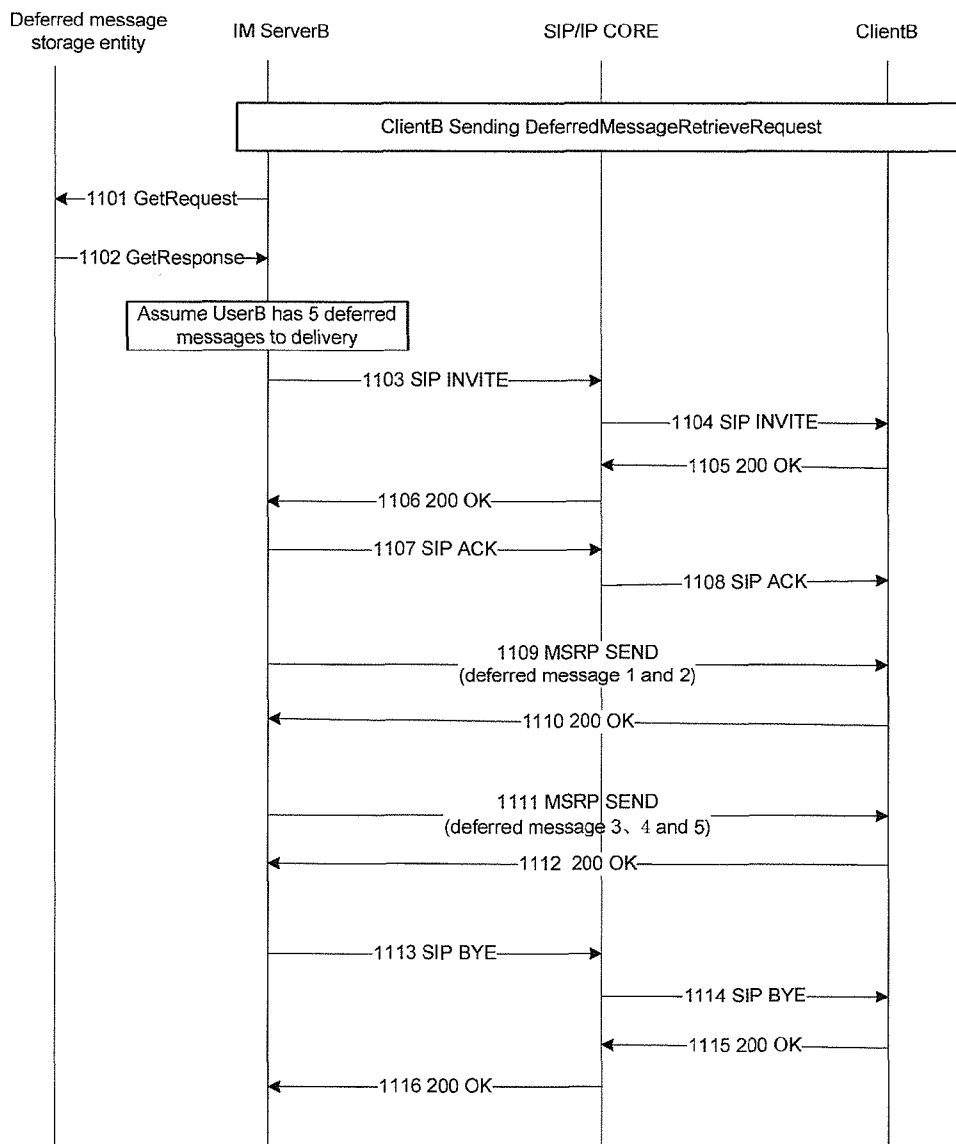 Deferred message
storage entity
IM ServerB
SIP/IP CORE
ClientB
ClientB Sending DeferredMessageRetrieveRequest
1101 GetRequest
1102 GetResponse
Assume UserB has 5 deferred
messages to delivery
1103 SIP INVITE
1104 SIP INVITE
1105 200 OK
1106 200 OK
1107 SIP ACK
1108 SIP ACK
1109 MSRP SEND
(deferred message 1 and 2)
1110 200 OK
1111 MSRP SEND
(deferred message 3、4 and 5)
1112 200 OK
1113 SIP BYE
1114 SIP BYE
1115 200 OK
1116 200 OK